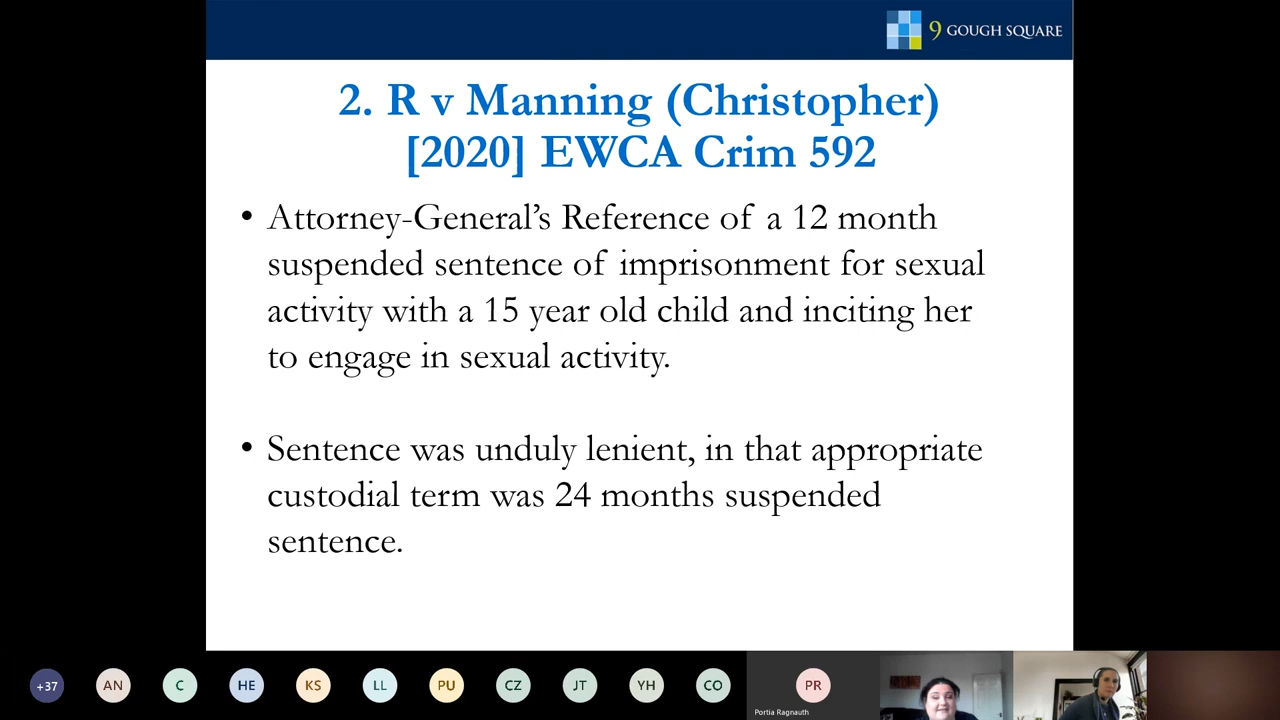 9 GOUGH SQUARE
2. R v Manning (Christopher)
[2020] EWCA Crim 592
• Attorney-General’s Reference of a 12 month
suspended sentence of imprisonment for sexual
activity with a 15 year old child and inciting her
to engage in sexual activity.
• Sentence was unduly lenient, in that appropriate
custodial term was 24 months suspended
sentence.
+37 AN C HE KS LL PU CZ JT YH CO PR
Portia Ragnauth